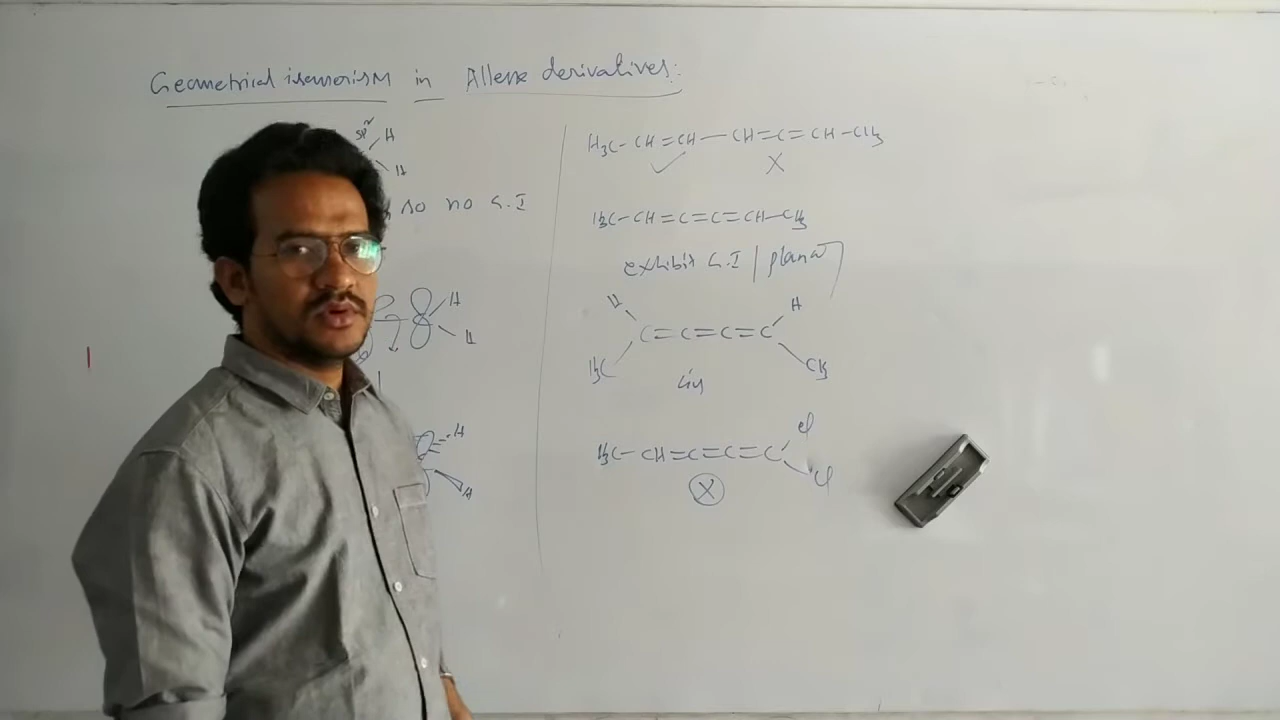 Geometrical isomerism in Allene derivatives:
sp² H
H
so no G.I
H
H
H
H
H₃C-CH=CH-CH=C=CH-CH₃
✓ X
H₃C-CH=C=C=CH-CH₃
exhibit G.I | planar
H H
C=C=C=C
H₃C CH₃
cis
Cl
H₃C-CH=C=C=C
Cl
X